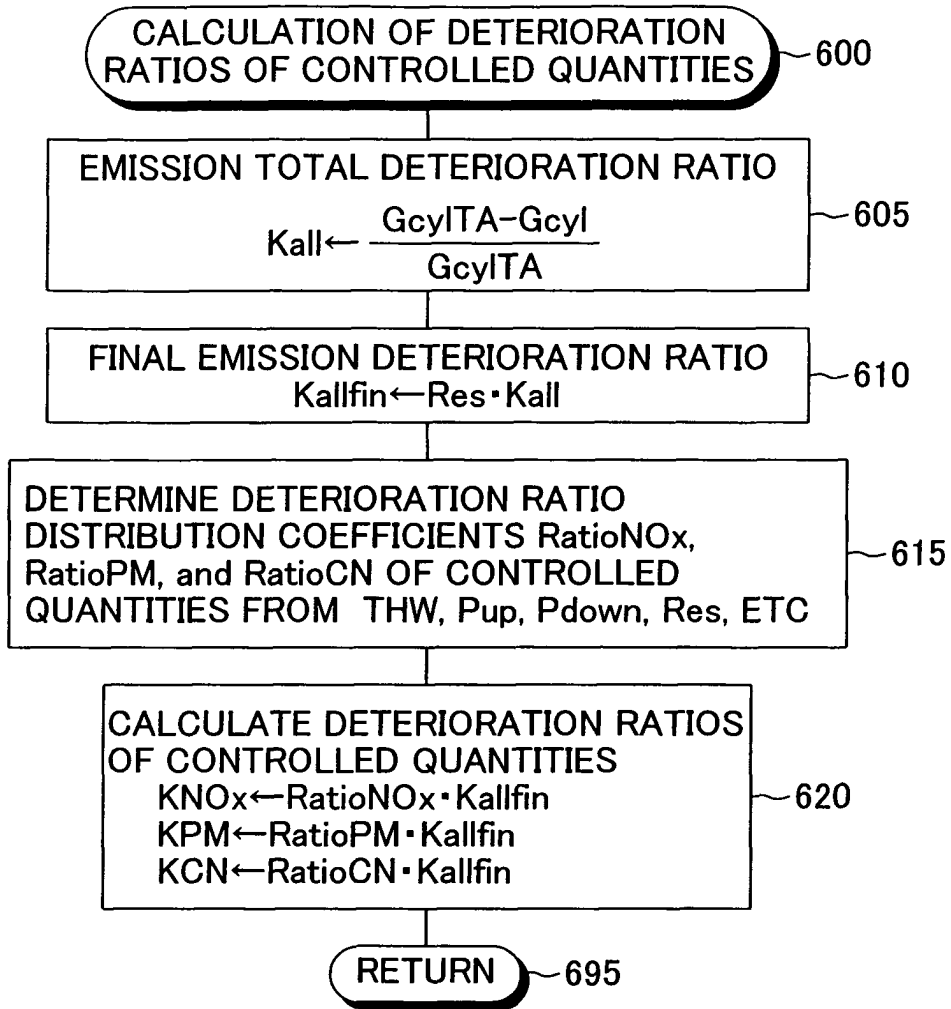 CALCULATION OF DETERIORATION
RATIOS OF CONTROLLED QUANTITIES
600
EMISSION TOTAL DETERIORATION RATIO
Kall← GcylTA-Gcyl
GcylTA
605
FINAL EMISSION DETERIORATION RATIO
Kallfin←Res·Kall
610
DETERMINE DETERIORATION RATIO
DISTRIBUTION COEFFICIENTS RatioNOx,
RatioPM, and RatioCN OF CONTROLLED
QUANTITIES FROM THW, Pup, Pdown, Res, ETC
615
CALCULATE DETERIORATION RATIOS
OF CONTROLLED QUANTITIES
KNOx←RatioNOx·Kallfin
KPM←RatioPM·Kallfin
KCN←RatioCN·Kallfin
620
RETURN
695